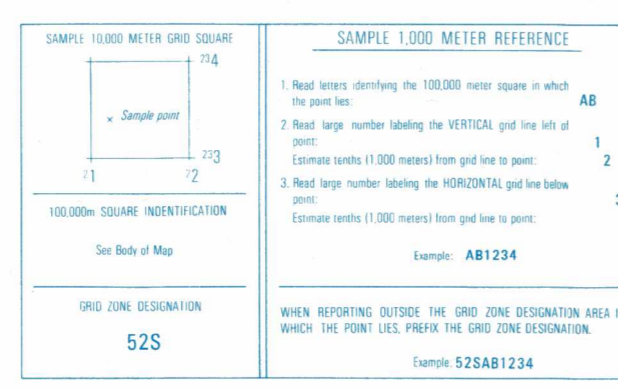 SAMPLE 10,000 METER GRID SQUARE
234
Sample point
233
21
22
100,000m SQUARE INDENTIFICATION
See Body of Map
GRID ZONE DESIGNATION
52S
SAMPLE 1,000 METER REFERENCE
1. Read letters identifying the 100,000 meter square in which
the point lies:
AB
2. Read large number labeling the VERTICAL grid line left of
point:
1
Estimate tenths (1,000 meters) from grid line to point:
2
3. Read large number labeling the HORIZONTAL grid line below
point:
Estimate tenths (1,000 meters) from grid line to point:
Example: AB1234
WHEN REPORTING OUTSIDE THE GRID ZONE DESIGNATION AREA
WHICH THE POINT LIES, PREFIX THE GRID ZONE DESIGNATION.
Example: 52SAB1234